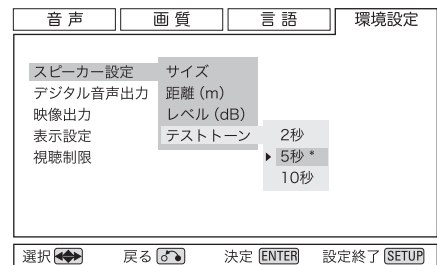 音声 画質 言語 環境設定
スピーカー設定 サイズ
デジタル音声出力 距離(m)
映像出力 レベル(dB)
表示設定 テストトーン 2秒
視聴制限 5秒*
10秒
選択 戻る 決定 ENTER 設定終了 SETUP